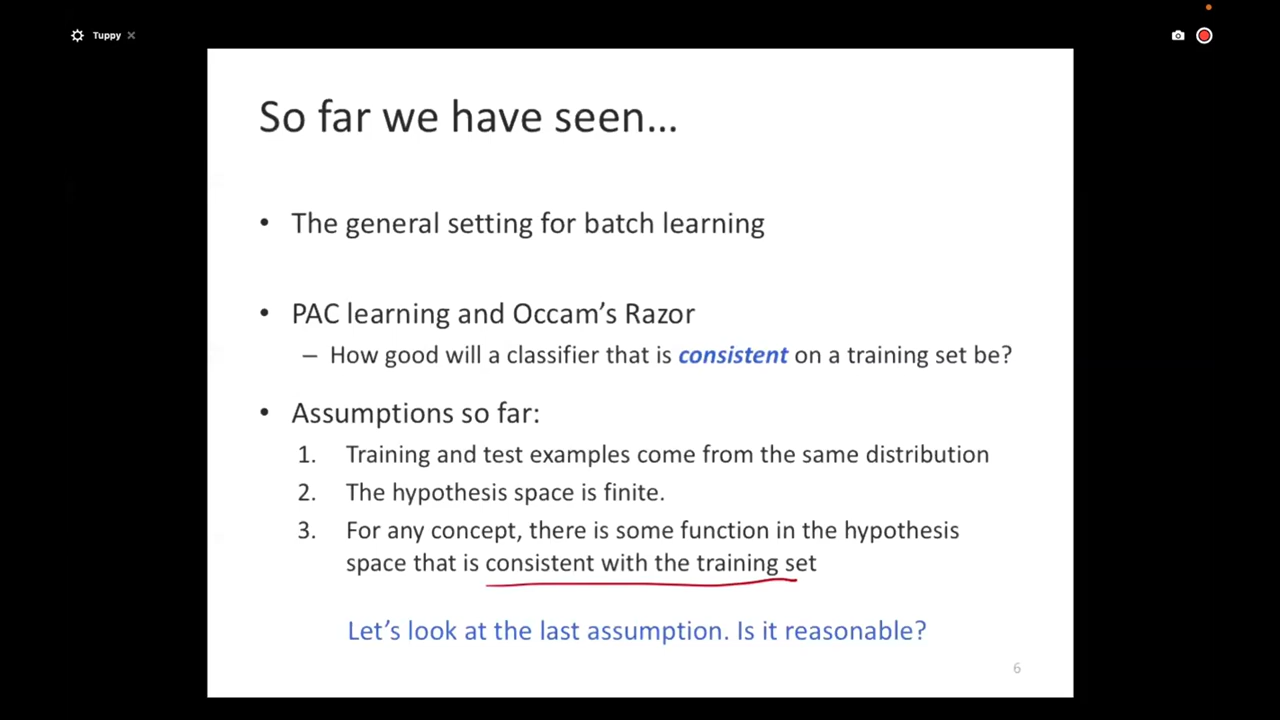 Tuppy
So far we have seen…
• The general setting for batch learning
• PAC learning and Occam’s Razor
– How good will a classifier that is consistent on a training set be?
• Assumptions so far:
1. Training and test examples come from the same distribution
2. The hypothesis space is finite.
3. For any concept, there is some function in the hypothesis
space that is consistent with the training set
Let’s look at the last assumption. Is it reasonable?
6